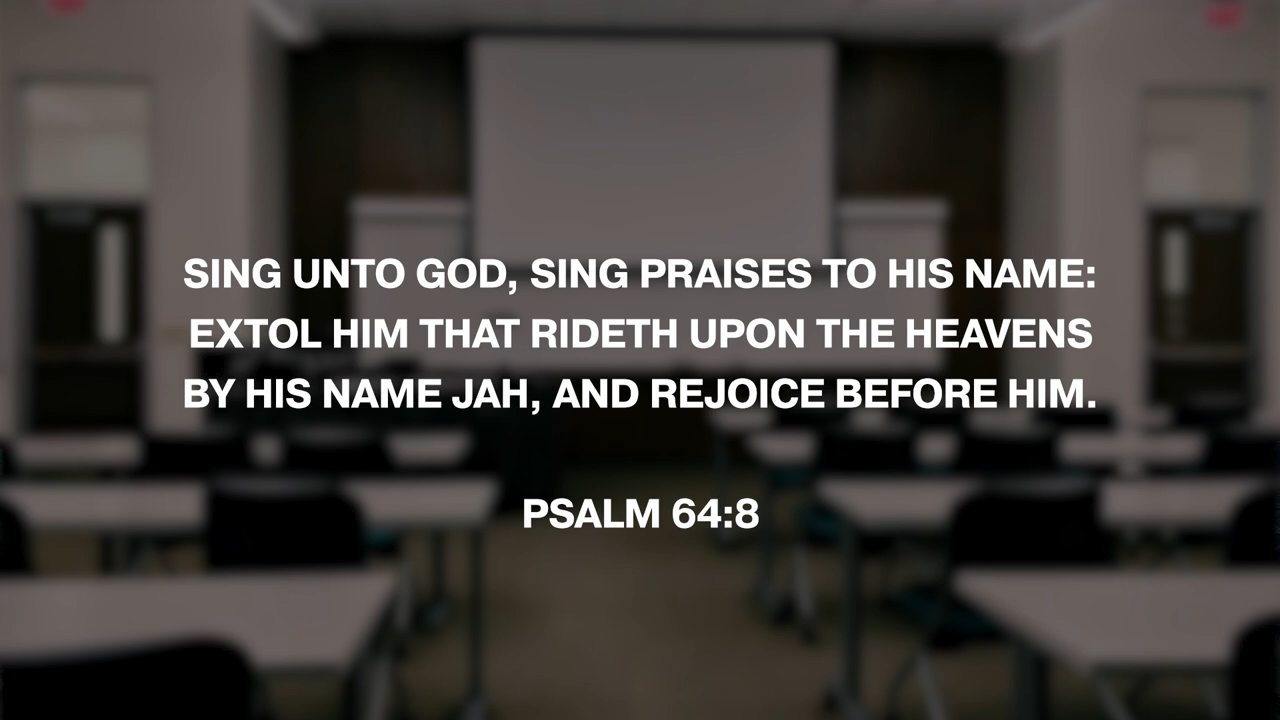 SING UNTO GOD, SING PRAISES TO HIS NAME:
EXTOL HIM THAT RIDETH UPON THE HEAVENS
BY HIS NAME JAH, AND REJOICE BEFORE HIM.
PSALM 64:8